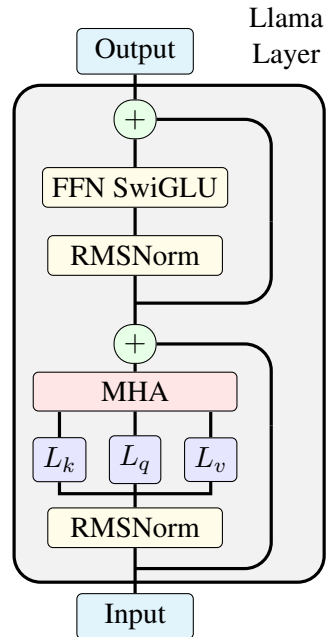 Llama
Layer
Output
+
FFN SwiGLU
RMSNorm
+
MHA
L_k L_q L_v
RMSNorm
Input